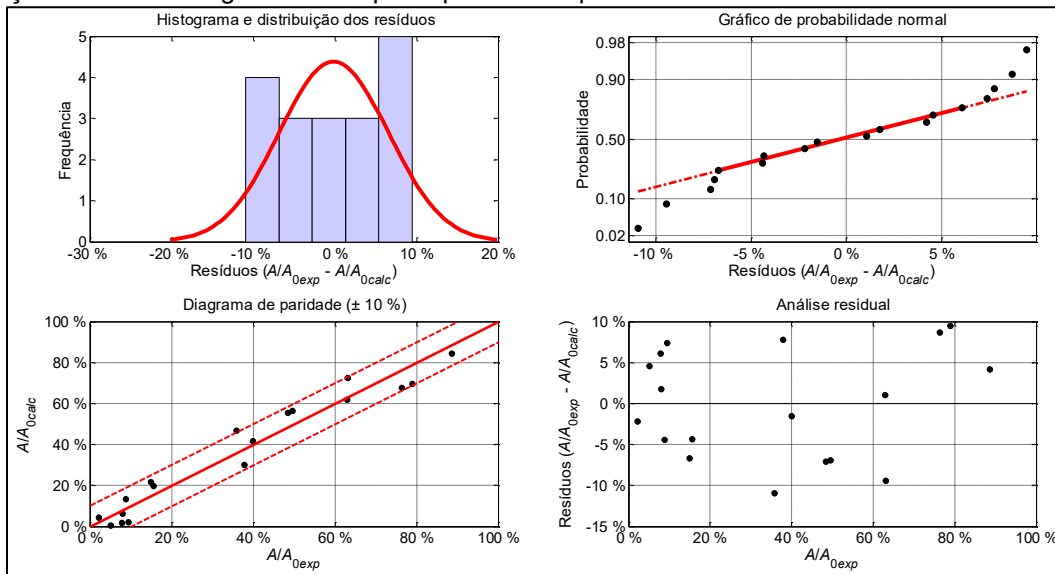 Histograma e distribuição dos resíduos
Frequência
5
4
3
2
1
0
-30 % -20 % -10 % 0 % 10 % 20 %
Resíduos (A/A0exp - A/A0calc)
Gráfico de probabilidade normal
Probabilidade
0.98
0.90
0.50
0.10
0.02
-10 % -5 % 0 % 5 %
Resíduos (A/A0exp - A/A0calc)
Diagrama de paridade (± 10 %)
A/A0calc
100 %
80 %
60 %
40 %
20 %
0 %
0 % 20 % 40 % 60 % 80 % 100 %
A/A0exp
Análise residual
Resíduos (A/A0exp - A/A0calc)
10 %
5 %
0 %
-5 %
-10 %
-15 %
0 % 20 % 40 % 60 % 80 % 100 %
A/A0exp